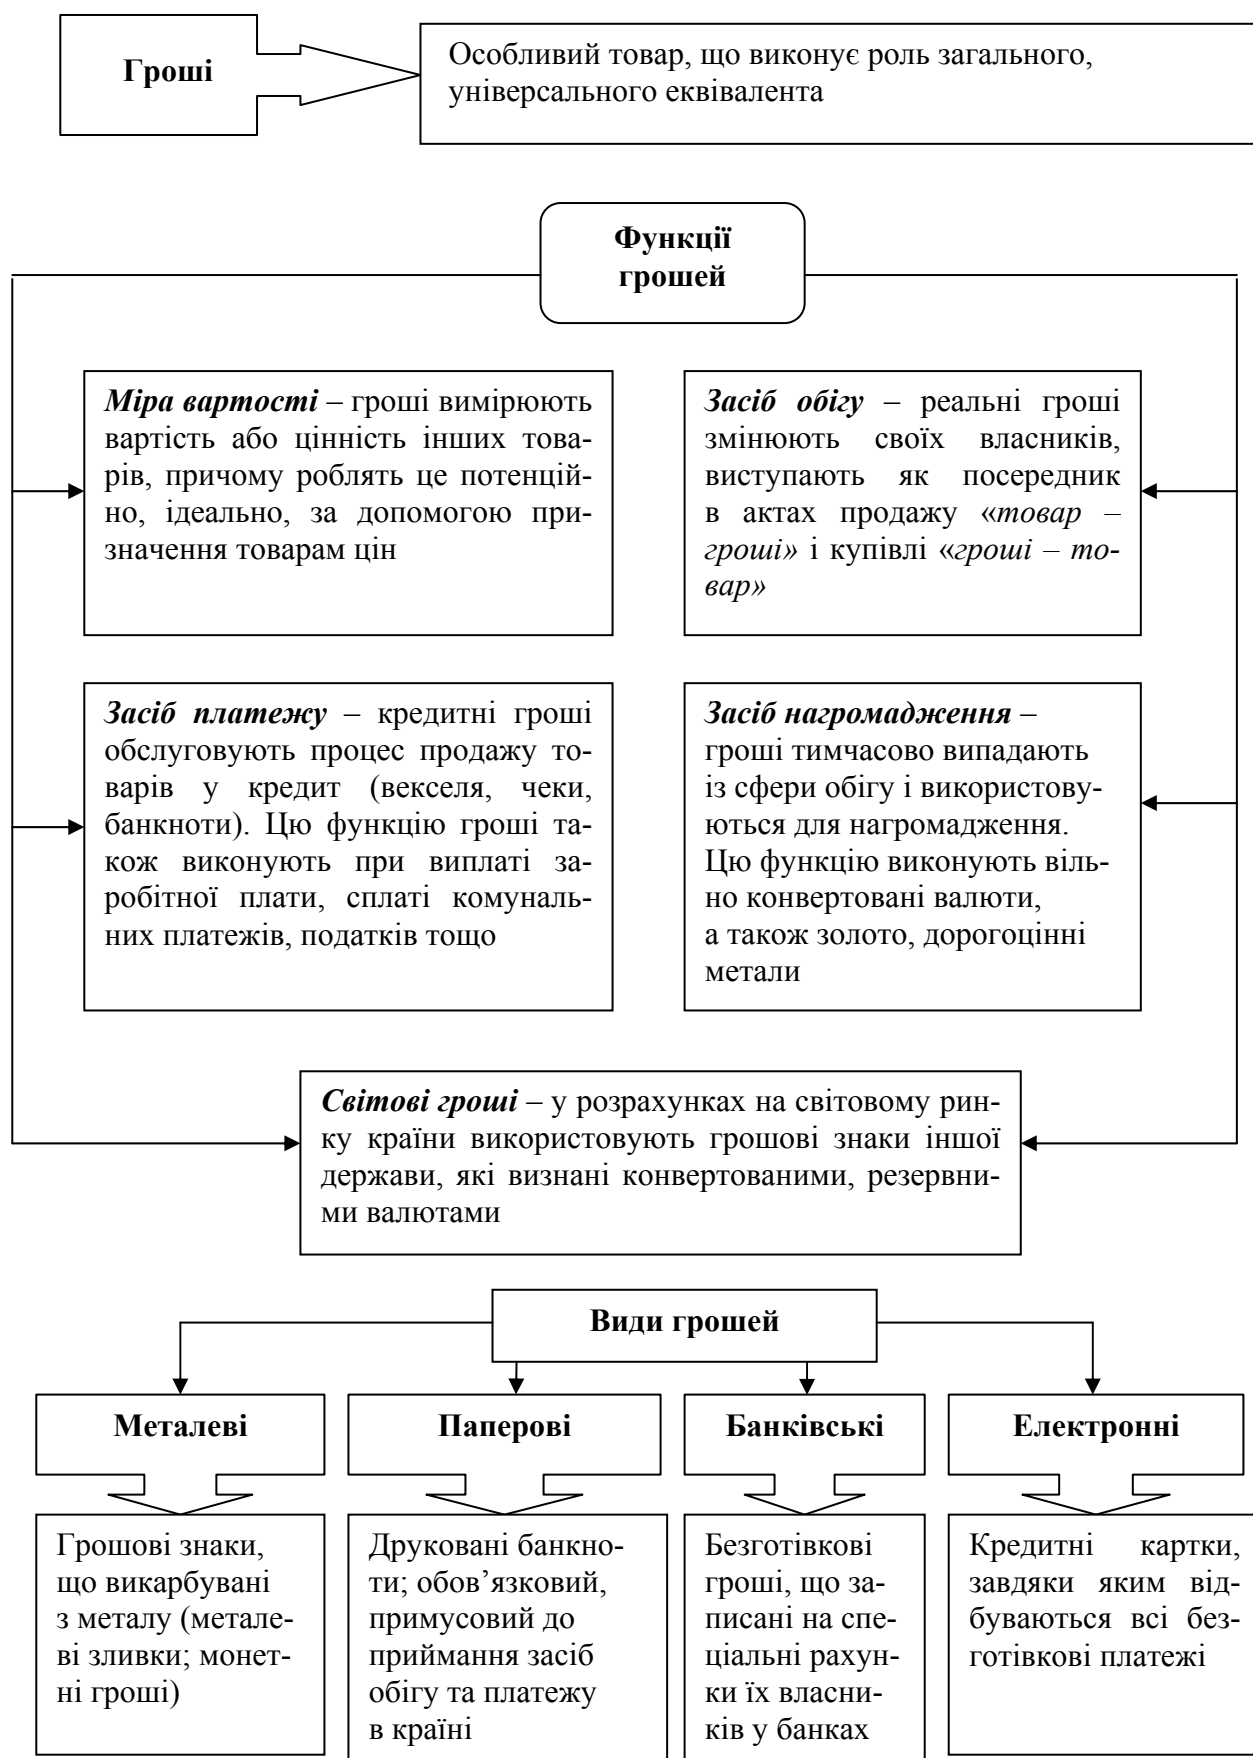 Гроші
Особливий товар, що виконує роль загального,
універсального еквівалента
Функції
грошей
Міра вартості – гроші вимірюють
вартість або цінність інших това-
рів, причому роблять це потенцій-
но, ідеально, за допомогою при-
значення товарам цін
Засіб обігу – реальні гроші
змінюють своїх власників,
виступають як посередник
в актах продажу «товар –
гроші» і купівлі «гроші – то-
вар»
Засіб платежу – кредитні гроші
обслуговують процес продажу то-
варів у кредит (векселя, чеки,
банкноти). Цю функцію гроші та-
кож виконують при виплаті за-
робітної плати, сплаті комуналь-
них платежів, податків тощо
Засіб нагромадження –
гроші тимчасово випадають
із сфери обігу і використову-
ються для нагромадження.
Цю функцію виконують віль-
но конвертовані валюти,
а також золото, дорогоцінні
метали
Світові гроші – у розрахунках на світовому рин-
ку країни використовують грошові знаки іншої
держави, які визнані конвертованими, резервни-
ми валютами
Види грошей
Металеві
Паперові
Банківські
Електронні
Грошові знаки,
що викарбувані
з металу (металe-
ві зливки; монет-
ні гроші)
Друковані банкно-
ти; обов’язковий,
примусовий до
приймання засіб
обігу та платежу
в країні
Безготівкові
гроші, що за-
писані на спе-
ціальні рахун-
ки їх власни-
ків у банках
Кредитні картки,
завдяки яким від-
буваються всі без-
готівкові платежі